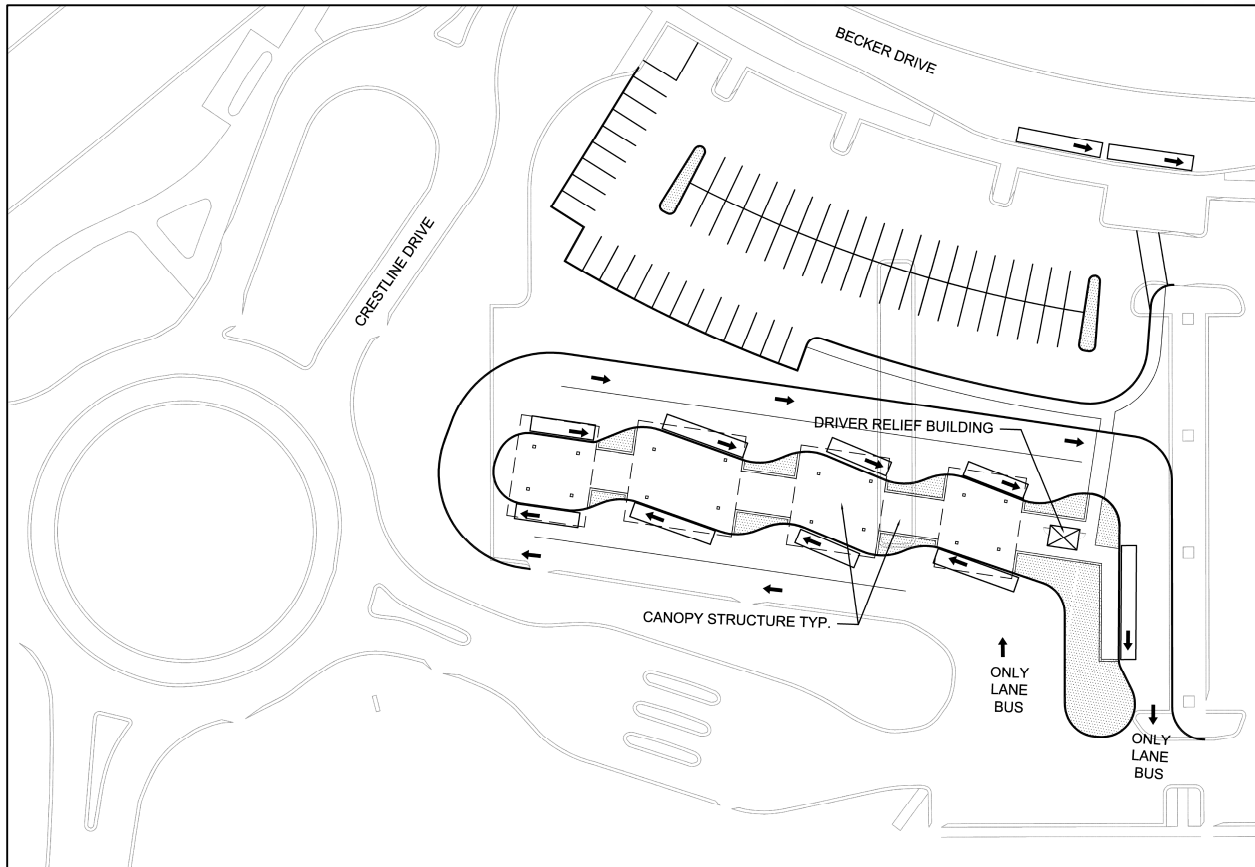 BECKER DRIVE
CRESTLINE DRIVE
DRIVER RELIEF BUILDING
CANOPY STRUCTURE TYP.
ONLY
LANE
BUS
ONLY
LANE
BUS